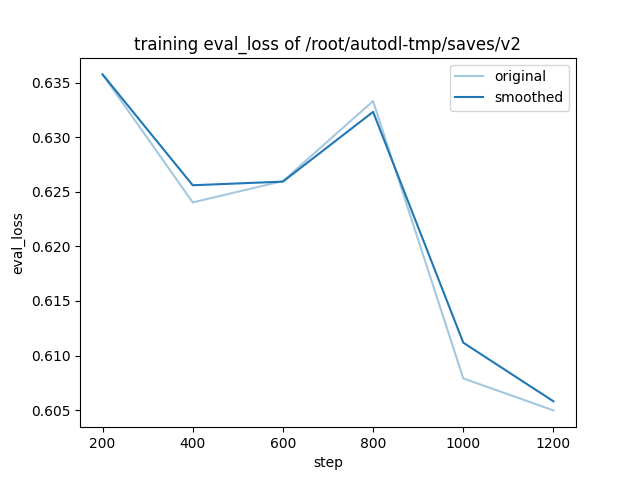 training eval_loss of /root/autodl-tmp/saves/v2
original
smoothed
0.635
0.630
0.625
0.620
0.615
0.610
0.605
eval_loss
200 400 600 800 1000 1200
step